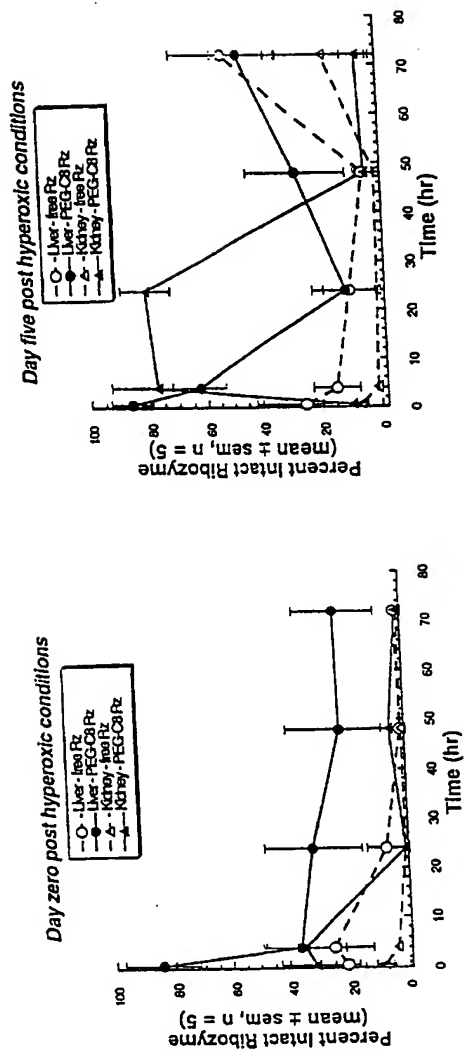 Day zero post hyperoxic conditions
Liver - free Rz
Liver - PEG-C8 Rz
Kidney - free Rz
Kidney - PEG-C8 Rz
Percent Intact Ribozyme
(mean ± sem, n = 5)
100
80
60
40
20
0
0
10
20
30
40
50
60
70
80
Time (hr)
Day five post hyperoxic conditions
Liver - free Rz
Liver - PEG-C8 Rz
Kidney - free Rz
Kidney - PEG-C8 Rz
Percent Intact Ribozyme
(mean ± sem, n = 5)
100
80
60
40
20
0
0
10
20
30
40
50
60
70
80
Time (hr)